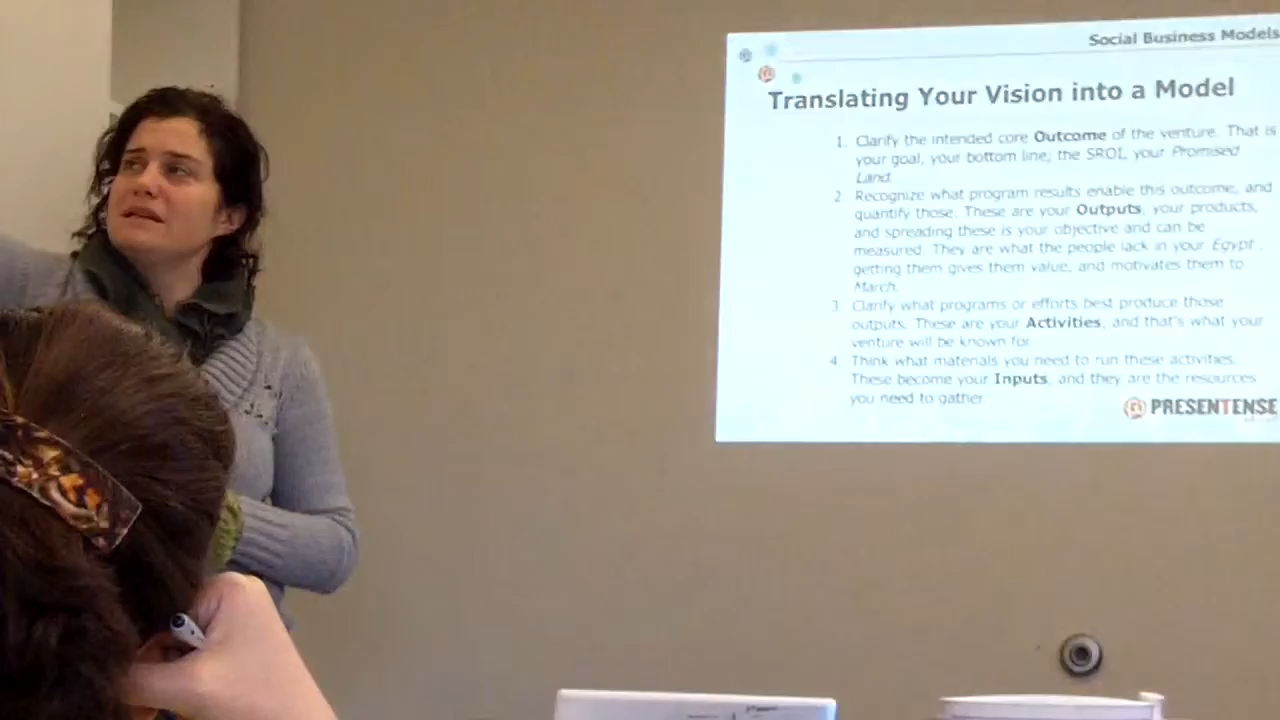 Social Business Models
Translating Your Vision into a Model
1. Clarify the intended core Outcome of the venture. That is
your goal, your bottom line, the SROI, your Promised
Land.
2. Recognize what program results enable this outcome, and
quantify those. These are your Outputs, your products,
and spreading these is your objective and can be
measured. They are what the people lack in your Egypt ,
getting them gives them value, and motivates them to
March.
3. Clarify what programs or efforts best produce those
outputs. These are your Activities, and that's what your
venture will be known for.
4. Think what materials you need to run these activities.
These become your Inputs, and they are the resources
you need to gather
PRESENTENSE